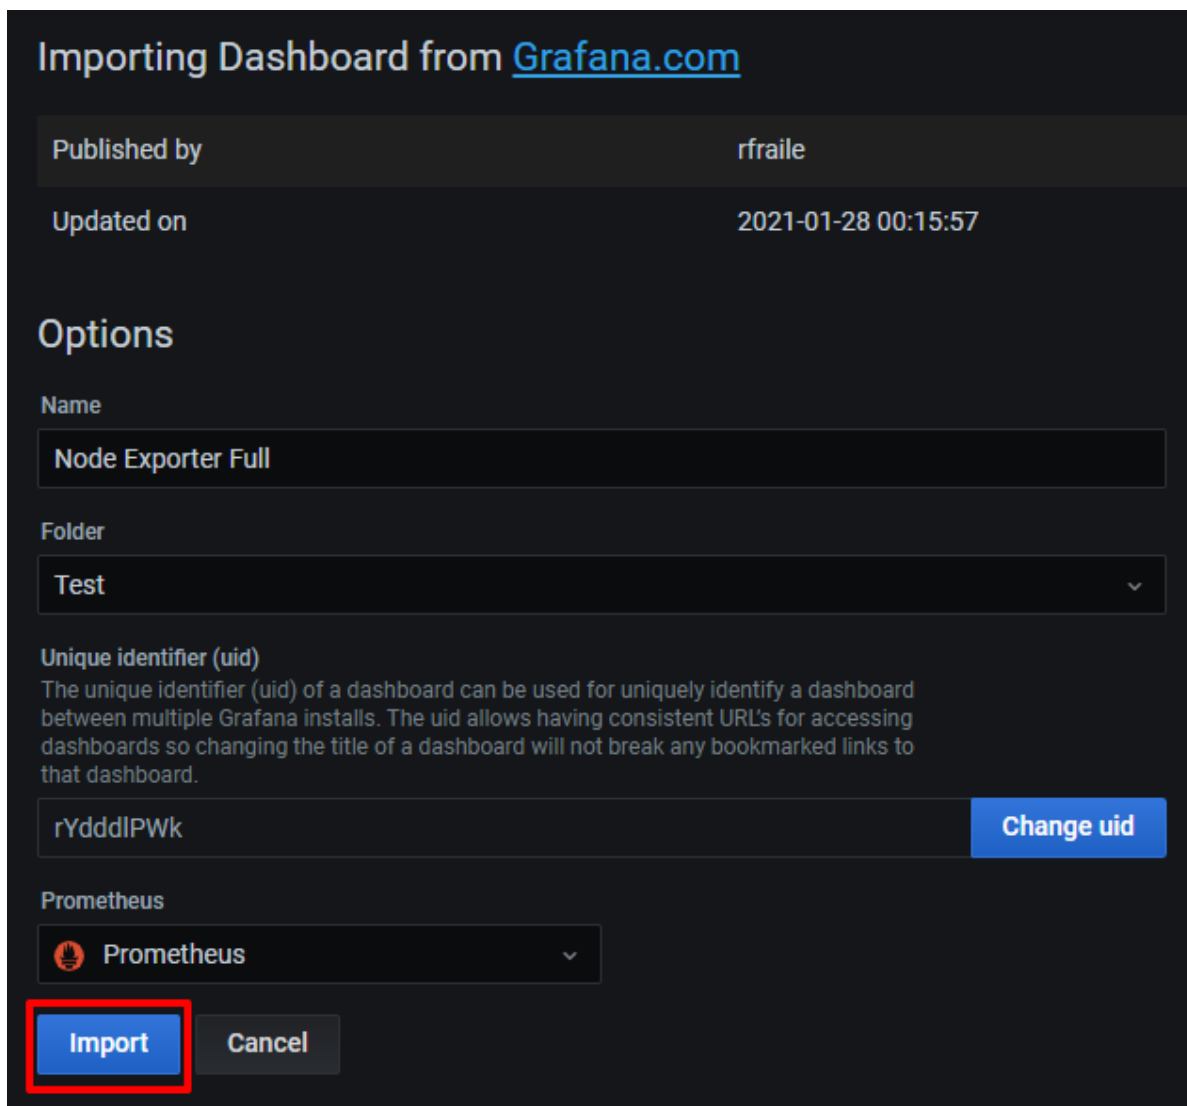 Importing Dashboard from Grafana.com
Published by rfraile
Updated on 2021-01-28 00:15:57
Options
Name
Node Exporter Full
Folder
Test
Unique identifier (uid)
The unique identifier (uid) of a dashboard can be used for uniquely identify a dashboard
between multiple Grafana installs. The uid allows having consistent URL's for accessing
dashboards so changing the title of a dashboard will not break any bookmarked links to
that dashboard.
rYdddlPWk Change uid
Prometheus
Prometheus
Import Cancel